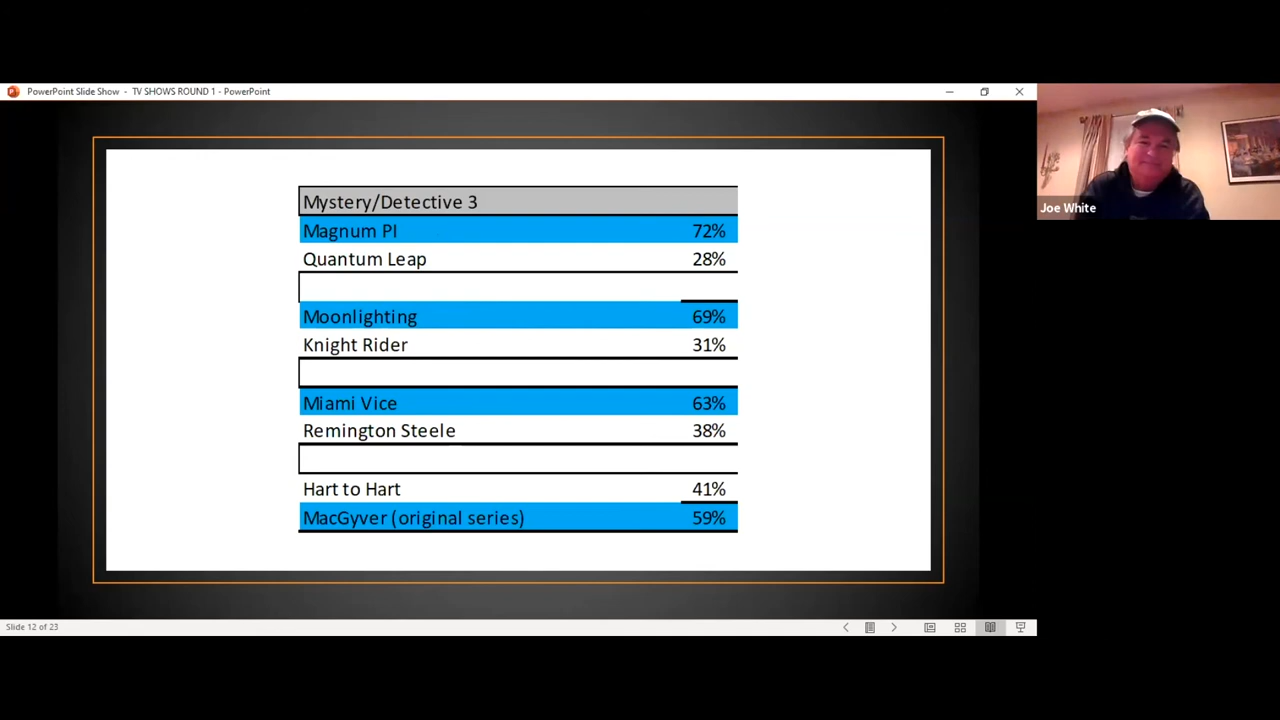 PowerPoint Slide Show - TV SHOWS ROUND 1 - PowerPoint
Joe White
Mystery/Detective 3
Magnum PI 72%
Quantum Leap 28%
Moonlighting 69%
Knight Rider 31%
Miami Vice 63%
Remington Steele 38%
Hart to Hart 41%
MacGyver (original series) 59%
Slide 12 of 23